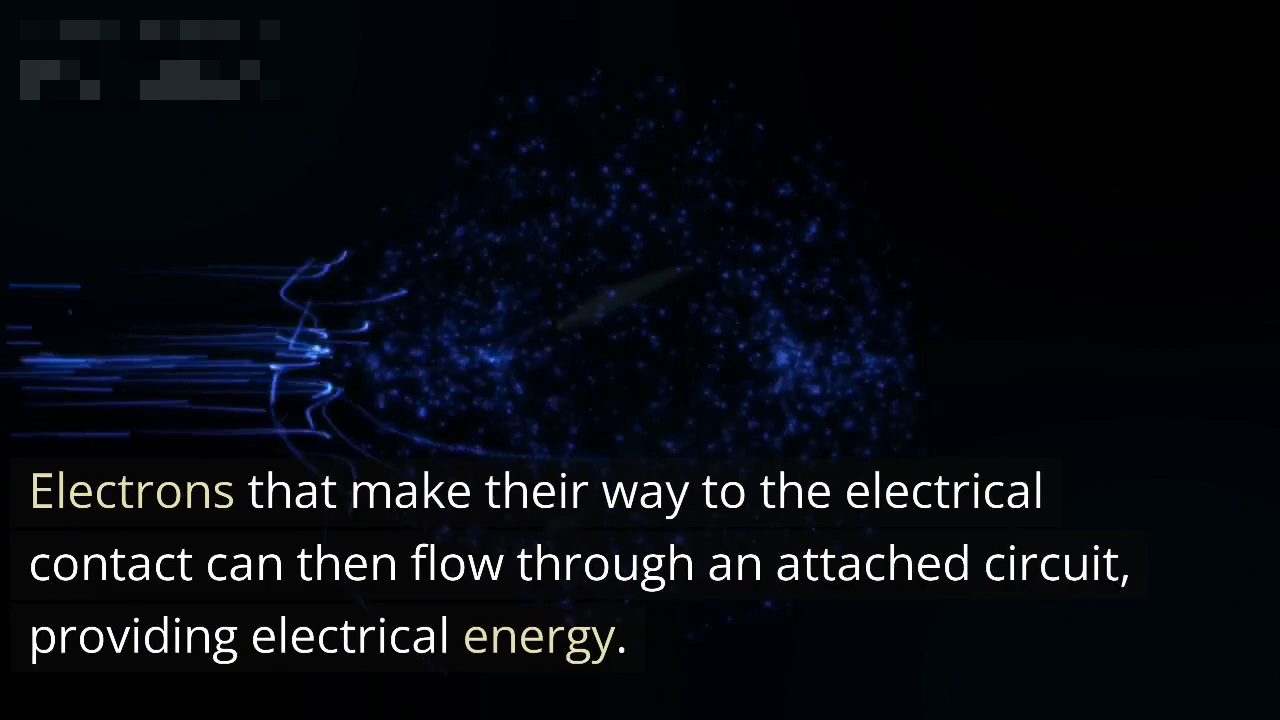 Electrons that make their way to the electrical
contact can then flow through an attached circuit,
providing electrical energy.